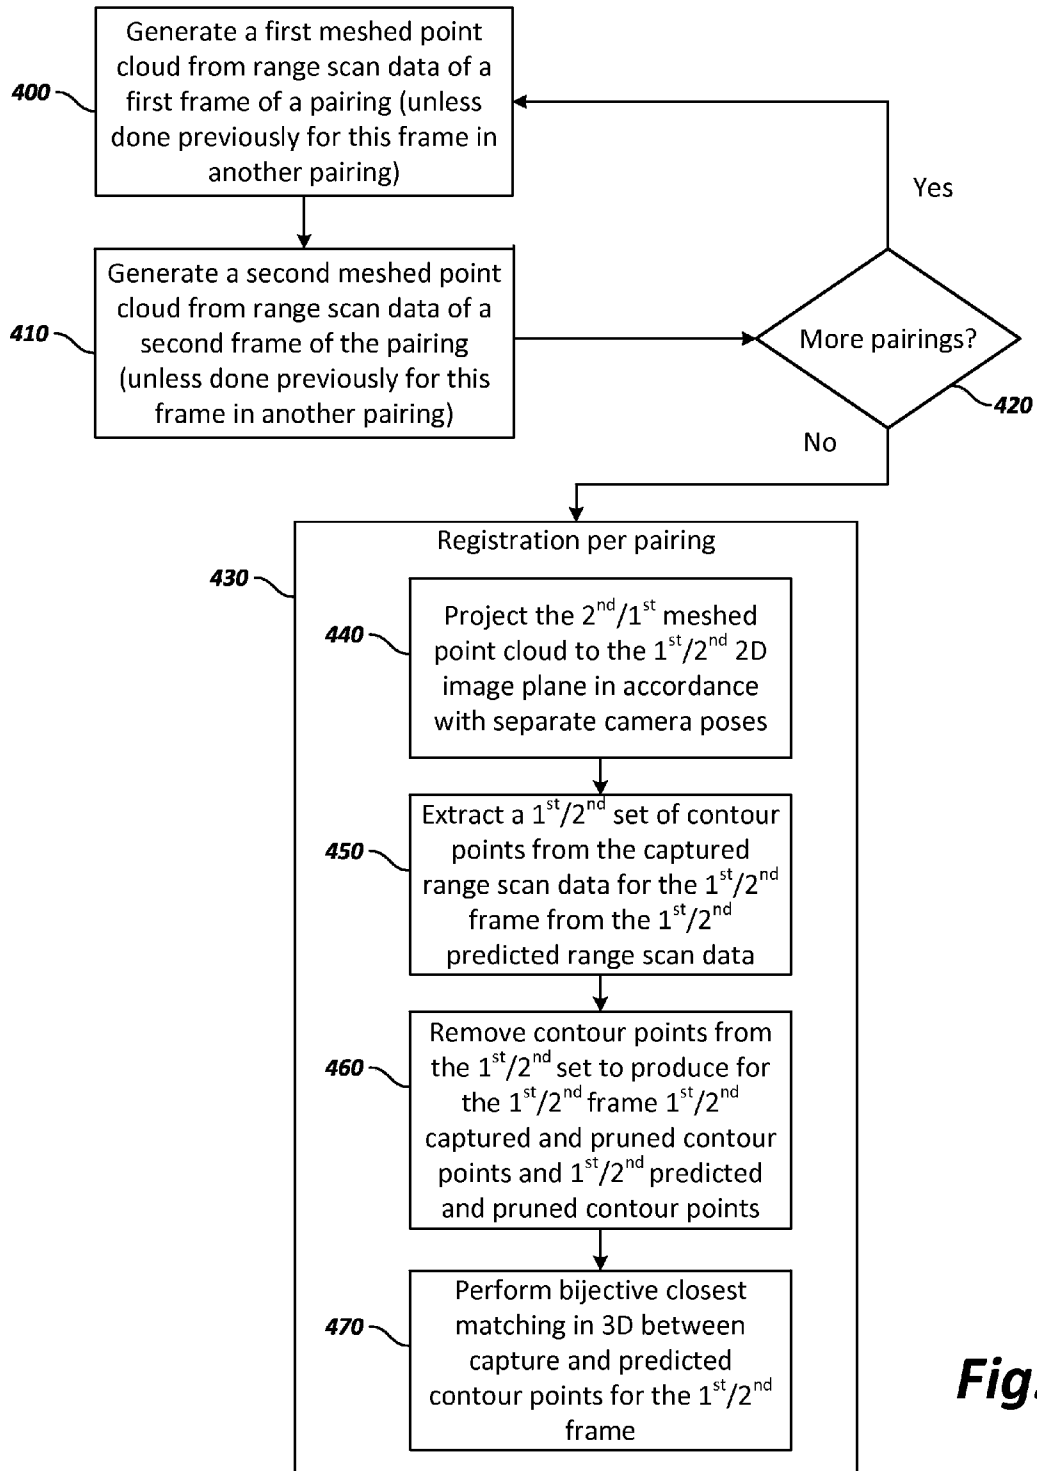 Generate a first meshed point
cloud from range scan data of a
first frame of a pairing (unless
done previously for this frame in
another pairing)
400
Yes
Generate a second meshed point
cloud from range scan data of a
second frame of the pairing
(unless done previously for this
frame in another pairing)
410
More pairings?
420
No
Registration per pairing
430
Project the 2nd/1st meshed
point cloud to the 1st/2nd 2D
image plane in accordance
with separate camera poses
440
Extract a 1st/2nd set of contour
points from the captured
range scan data for the 1st/2nd
frame from the 1st/2nd
predicted range scan data
450
Remove contour points from
the 1st/2nd set to produce for
the 1st/2nd frame 1st/2nd
captured and pruned contour
points and 1st/2nd predicted
and pruned contour points
460
Perform bijective closest
matching in 3D between
capture and predicted
contour points for the 1st/2nd
frame
470
Fig.